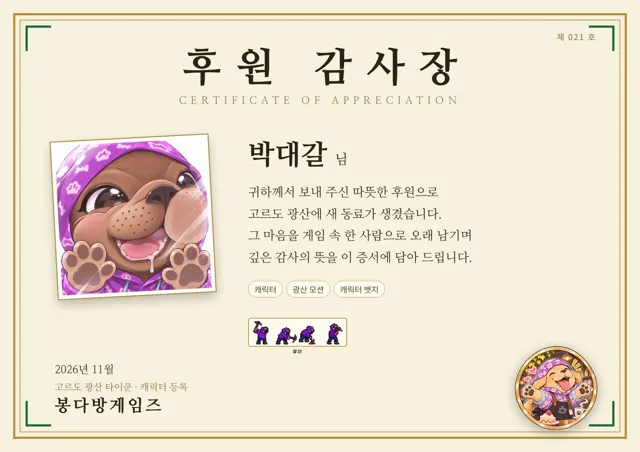 제 021 호
후원 감사장
CERTIFICATE OF APPRECIATION
박대갈 님
귀하께서 보내 주신 따뜻한 후원으로
고르도 광산에 새 동료가 생겼습니다.
그 마음을 게임 속 한 사람으로 오래 남기며
깊은 감사의 뜻을 이 증서에 담아 드립니다.
캐릭터 광산 모션 캐릭터 뱃지
2026년 11월
고르도 광산 타이쿤 · 캐릭터 등록
봉다방게임즈